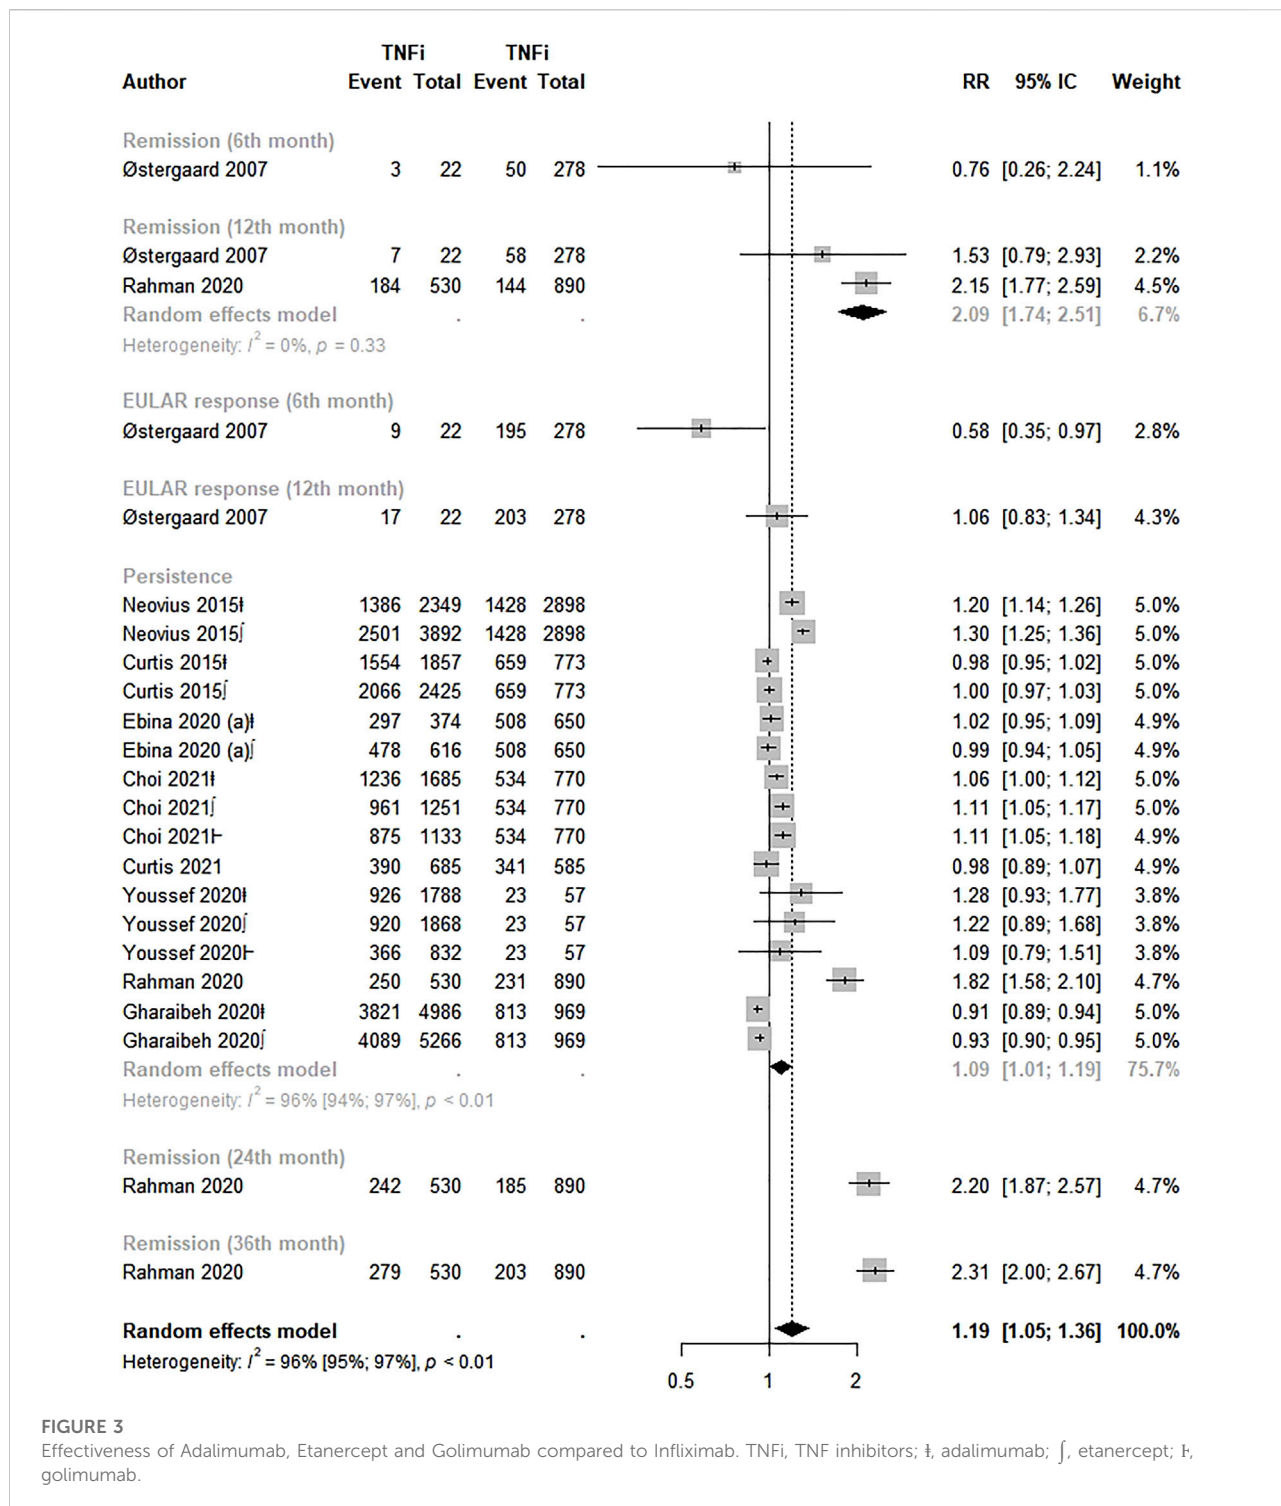 TNFi TNFi
Author Event Total Event Total RR 95% IC Weight
Remission (6th month)
Østergaard 2007 3 22 50 278 0.76 [0.26; 2.24] 1.1%
Remission (12th month)
Østergaard 2007 7 22 58 278 1.53 [0.79; 2.93] 2.2%
Rahman 2020 184 530 144 890 2.15 [1.77; 2.59] 4.5%
Random effects model . . 2.09 [1.74; 2.51] 6.7%
Heterogeneity: I² = 0%, p = 0.33
EULAR response (6th month)
Østergaard 2007 9 22 195 278 0.58 [0.35; 0.97] 2.8%
EULAR response (12th month)
Østergaard 2007 17 22 203 278 1.06 [0.83; 1.34] 4.3%
Persistence
Neovius 2015ƚ 1386 2349 1428 2898 1.20 [1.14; 1.26] 5.0%
Neovius 2015ʃ 2501 3892 1428 2898 1.30 [1.25; 1.36] 5.0%
Curtis 2015ƚ 1554 1857 659 773 0.98 [0.95; 1.02] 5.0%
Curtis 2015ʃ 2066 2425 659 773 1.00 [0.97; 1.03] 5.0%
Ebina 2020 (a)ƚ 297 374 508 650 1.02 [0.95; 1.09] 4.9%
Ebina 2020 (a)ʃ 478 616 508 650 0.99 [0.94; 1.05] 4.9%
Choi 2021ƚ 1236 1685 534 770 1.06 [1.00; 1.12] 5.0%
Choi 2021ʃ 961 1251 534 770 1.11 [1.05; 1.17] 5.0%
Choi 2021Ͱ 875 1133 534 770 1.11 [1.05; 1.18] 4.9%
Curtis 2021 390 685 341 585 0.98 [0.89; 1.07] 4.9%
Youssef 2020ƚ 926 1788 23 57 1.28 [0.93; 1.77] 3.8%
Youssef 2020ʃ 920 1868 23 57 1.22 [0.89; 1.68] 3.8%
Youssef 2020Ͱ 366 832 23 57 1.09 [0.79; 1.51] 3.8%
Rahman 2020 250 530 231 890 1.82 [1.58; 2.10] 4.7%
Gharaibeh 2020ƚ 3821 4986 813 969 0.91 [0.89; 0.94] 5.0%
Gharaibeh 2020ʃ 4089 5266 813 969 0.93 [0.90; 0.95] 5.0%
Random effects model . . 1.09 [1.01; 1.19] 75.7%
Heterogeneity: I² = 96% [94%; 97%], p < 0.01
Remission (24th month)
Rahman 2020 242 530 185 890 2.20 [1.87; 2.57] 4.7%
Remission (36th month)
Rahman 2020 279 530 203 890 2.31 [2.00; 2.67] 4.7%
Random effects model . . 1.19 [1.05; 1.36] 100.0%
Heterogeneity: I² = 96% [95%; 97%], p < 0.01
0.5 1 2
FIGURE 3
Effectiveness of Adalimumab, Etanercept and Golimumab compared to Infliximab. TNFi, TNF inhibitors; ƚ, adalimumab; ʃ, etanercept; Ͱ,
golimumab.